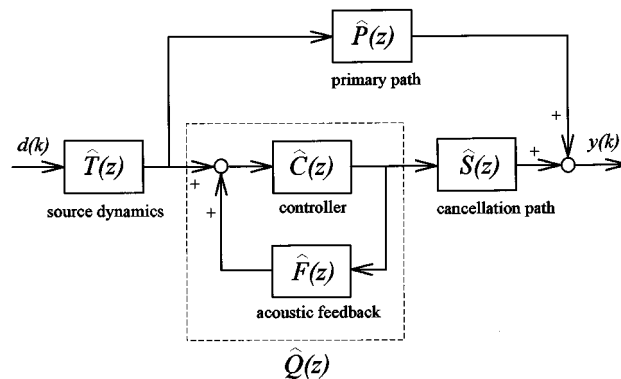 P̂(z)
primary path
+
d(k)
T̂(z)
source dynamics
+
Ĉ(z)
controller
+
Ŝ(z)
cancellation path
+
y(k)
F̂(z)
acoustic feedback
Q̂(z)